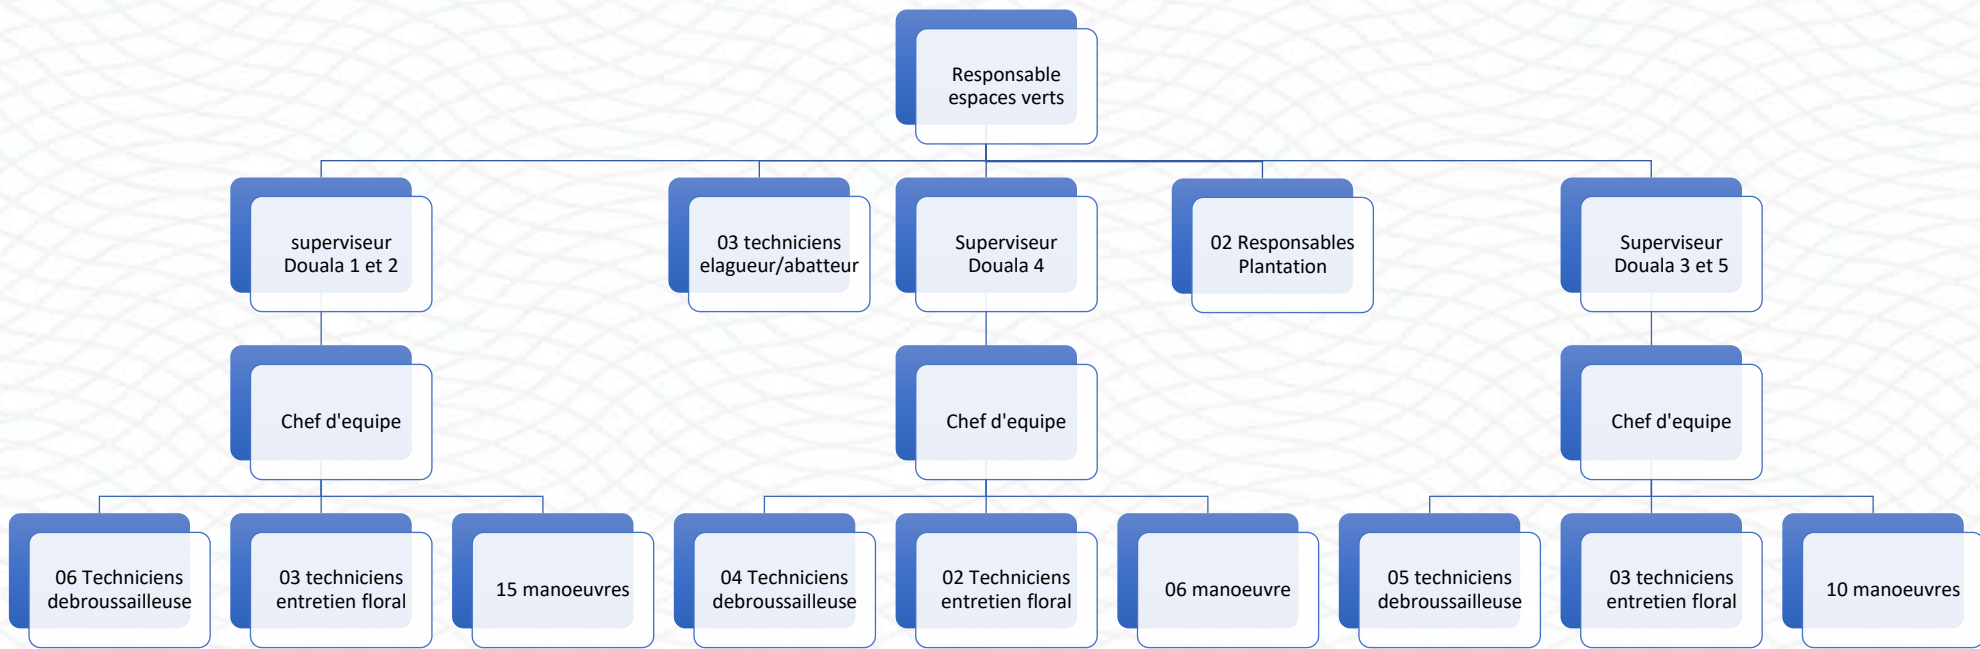 Responsable
espaces verts
superviseur
Douala 1 et 2
03 techniciens
elagueur/abatteur
Superviseur
Douala 4
02 Responsables
Plantation
Superviseur
Douala 3 et 5
Chef d'equipe
Chef d'equipe
Chef d'equipe
06 Techniciens
debroussailleuse
03 techniciens
entretien floral
15 manoeuvres
04 Techniciens
debroussailleuse
02 Techniciens
entretien floral
06 manoeuvre
05 techniciens
debroussailleuse
03 techniciens
entretien floral
10 manoeuvres